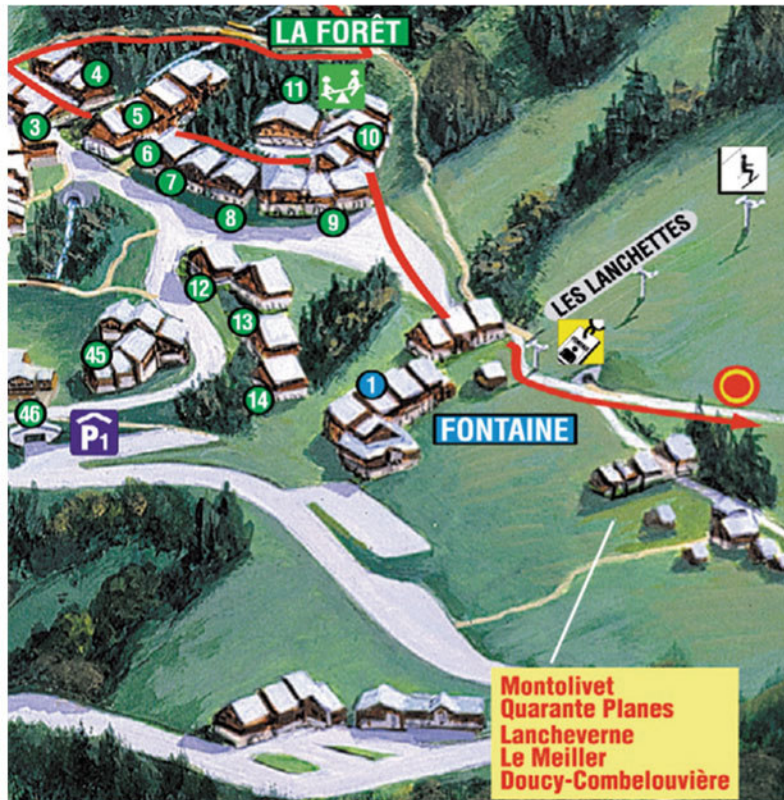 LA FORÊT
4
11
5
3
10
6
7
8
9
LES LANCHETTES
12
13
45
1
14
46
P1
FONTAINE
Montolivet
Quarante Planes
Lancheverne
Le Meiller
Doucy-Combelouvière